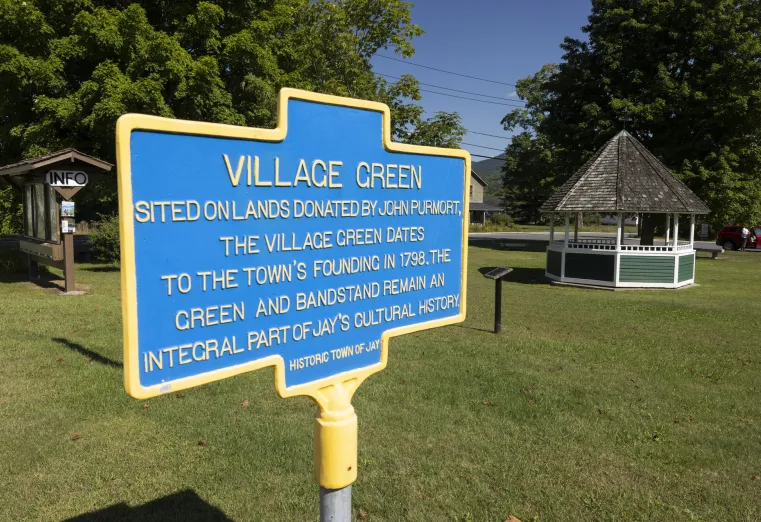 INFO
VILLAGE GREEN
SITED ON LANDS DONATED BY JOHN PURMORT,
THE VILLAGE GREEN DATES
TO THE TOWN'S FOUNDING IN 1798. THE
GREEN AND BANDSTAND REMAIN AN
INTEGRAL PART OF JAY'S CULTURAL HISTORY.
HISTORIC TOWN OF JAY